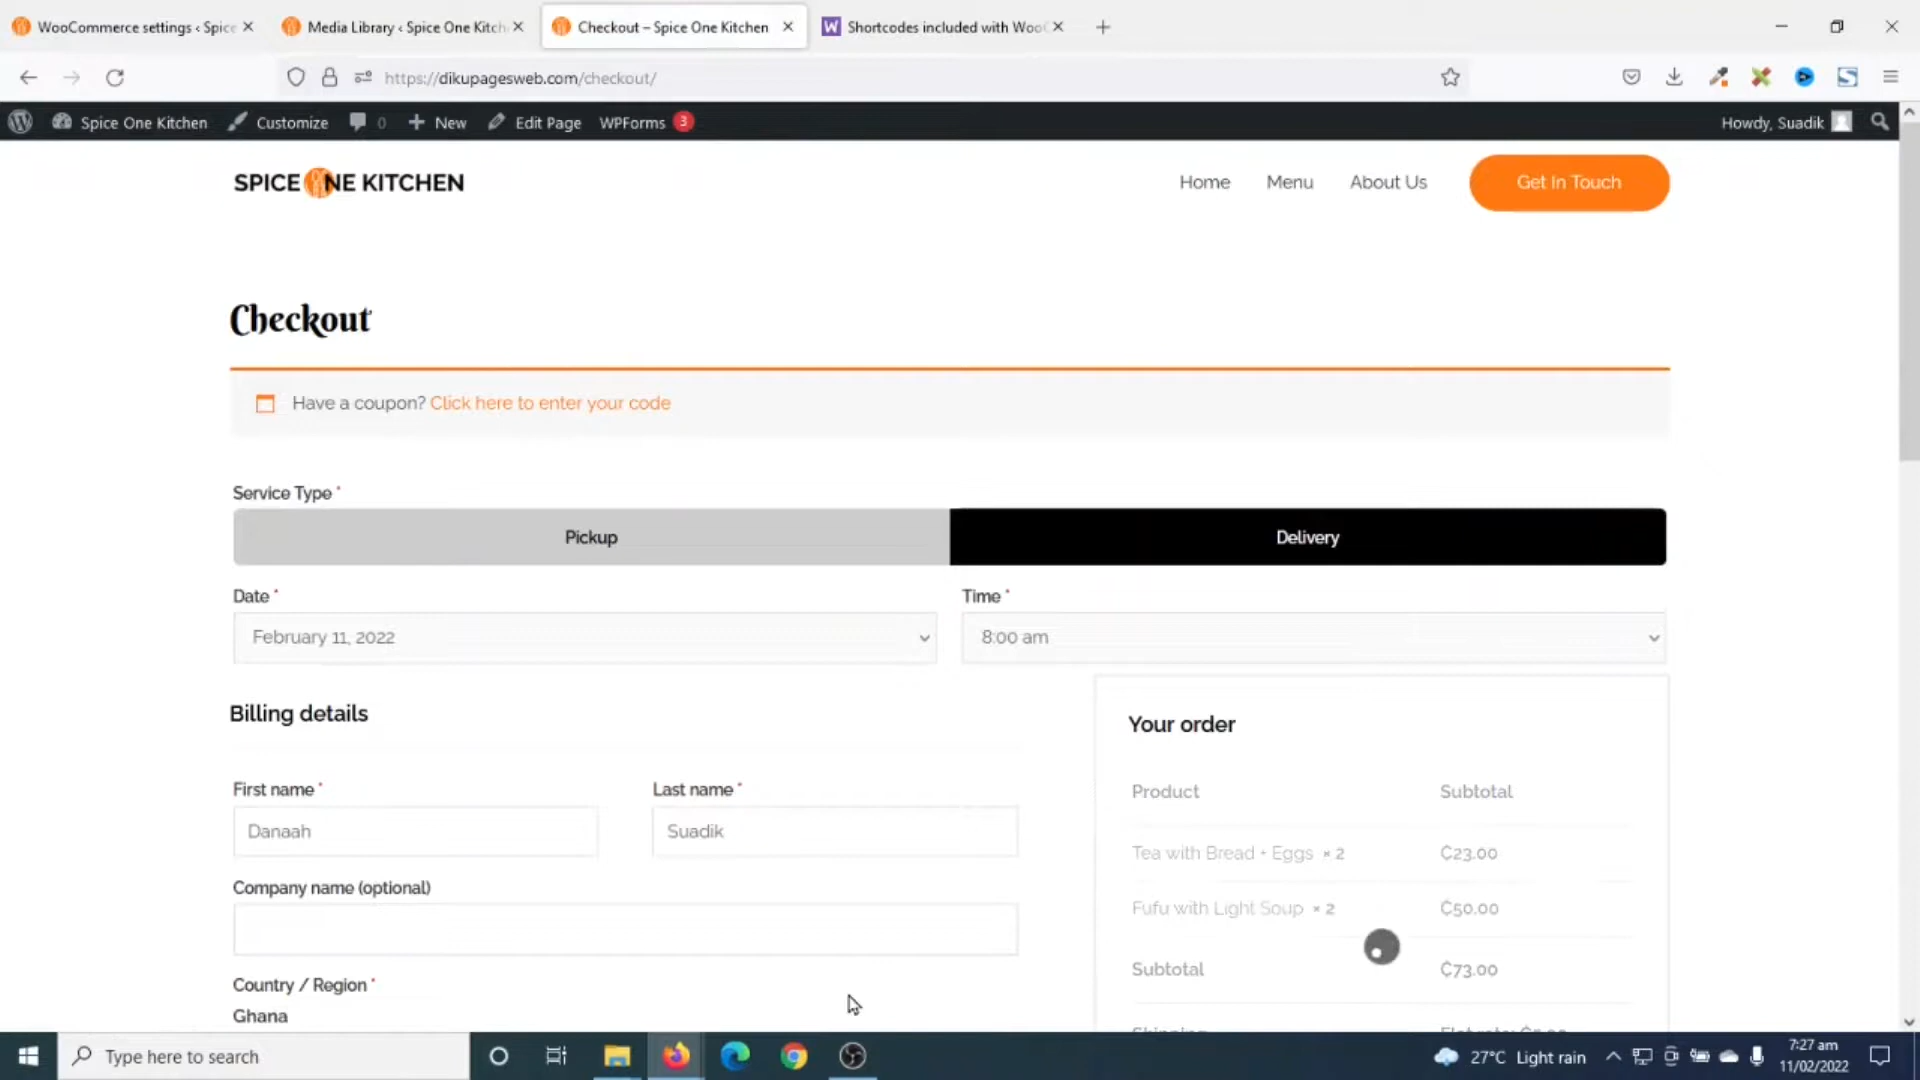 WooCommerce settings ‹ Spice
Media Library ‹ Spice One Kitch
Checkout – Spice One Kitchen
W Shortcodes included with Woo
https://dikupagesweb.com/checkout/
Spice One Kitchen
Customize
0
New
Edit Page
WPForms 3
Howdy, Suadik
SPICE ONE KITCHEN
Home
Menu
About Us
Get In Touch
Checkout
Have a coupon? Click here to enter your code
Service Type *
Pickup
Delivery
Date *
Time *
February 11, 2022
8:00 am
Billing details
Your order
First name *
Last name *
Product
Subtotal
Danaah
Suadik
Tea with Bread + Eggs × 2
₵23.00
Company name (optional)
Fufu with Light Soup × 2
₵50.00
Subtotal
₵73.00
Country / Region *
Ghana
Shipping
Flat rate: ₵5.00
Type here to search
27°C Light rain
7:27 am
11/02/2022